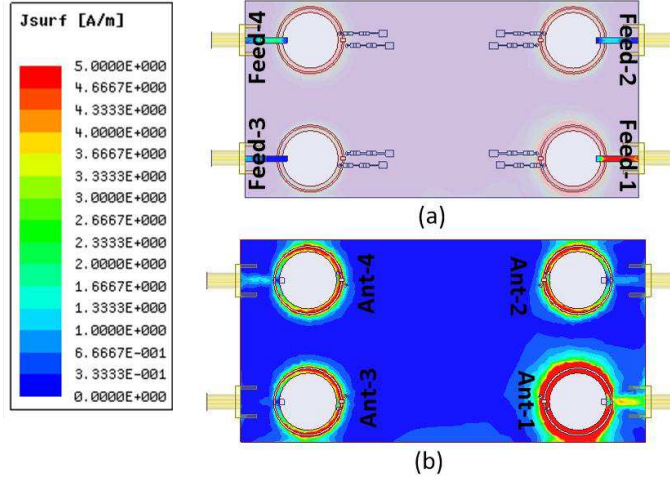 Jsurf [A/m]
5.0000E+000
4.6667E+000
4.3333E+000
4.0000E+000
3.6667E+000
3.3333E+000
3.0000E+000
2.6667E+000
2.3333E+000
2.0000E+000
1.6667E+000
1.3333E+000
1.0000E+000
6.6667E-001
3.3333E-001
0.0000E+000
Feed-4
Feed-2
Feed-3
Feed-1
(a)
Ant-4
Ant-2
Ant-3
Ant-1
(b)